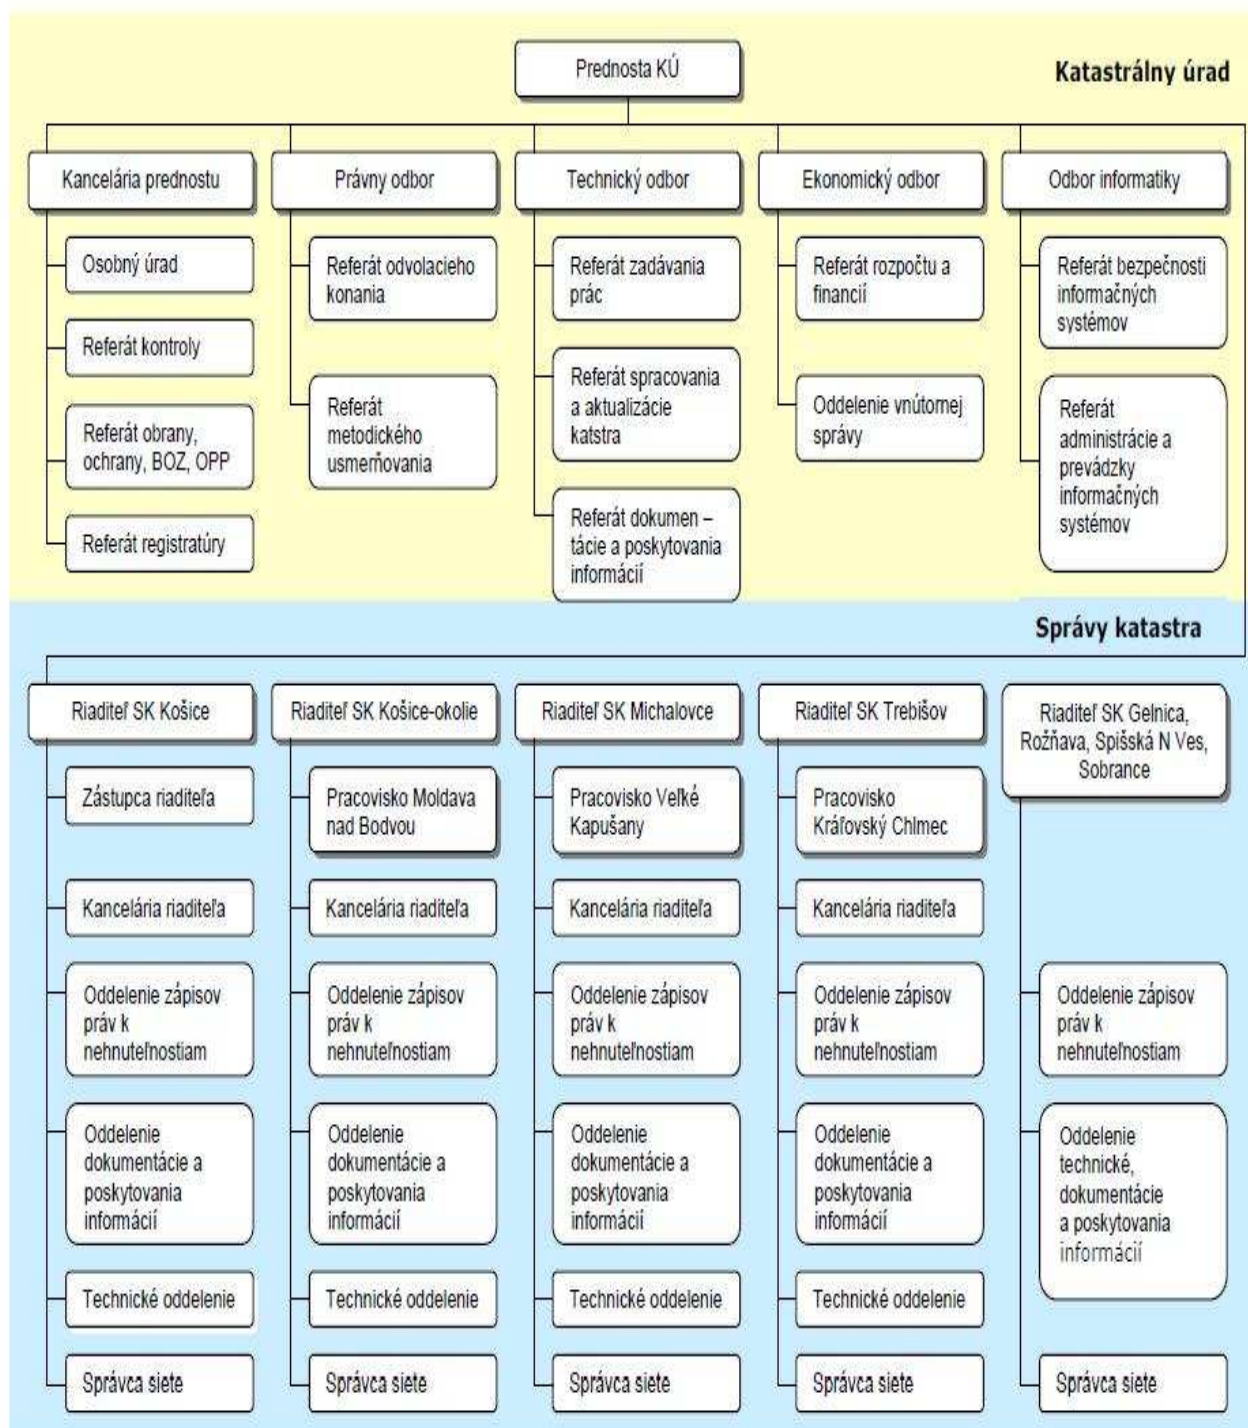 Prednosta KÚ
Katastrálny úrad
Kancelária prednostu
Osobný úrad
Referát kontroly
Referát obrany,
ochrany, BOZ, OPP
Referát registratúry
Právny odbor
Referát odvolacieho
konania
Referát
metodického
usmerňovania
Technický odbor
Referát zadávania
prác
Referát spracovania
a aktualizácie
katstra
Referát dokumen –
tácie a poskytovania
informácií
Ekonomický odbor
Referát rozpočtu a
financií
Oddelenie vnútornej
správy
Odbor informatiky
Referát bezpečnosti
informačných
systémov
Referát
administrácie a
prevádzky
informačných
systémov
Správy katastra
Riaditeľ SK Košice
Zástupca riaditeľa
Kancelária riaditeľa
Oddelenie zápisov
práv k
nehnuteľnostiam
Oddelenie
dokumentácie a
poskytovania
informácií
Technické oddelenie
Správca siete
Riaditeľ SK Košice-okolie
Pracovisko Moldava
nad Bodvou
Kancelária riaditeľa
Oddelenie zápisov
práv k
nehnuteľnostiam
Oddelenie
dokumentácie a
poskytovania
informácií
Technické oddelenie
Správca siete
Riaditeľ SK Michalovce
Pracovisko Veľké
Kapušany
Kancelária riaditeľa
Oddelenie zápisov
práv k
nehnuteľnostiam
Oddelenie
dokumentácie a
poskytovania
informácií
Technické oddelenie
Správca siete
Riaditeľ SK Trebišov
Pracovisko
Kráľovský Chlmec
Kancelária riaditeľa
Oddelenie zápisov
práv k
nehnuteľnostiam
Oddelenie
dokumentácie a
poskytovania
informácií
Technické oddelenie
Správca siete
Riaditeľ SK Gelnica,
Rožňava, Spišská N Ves,
Sobrance
Oddelenie zápisov
práv k
nehnuteľnostiam
Oddelenie
technické,
dokumentácie
a poskytovania
informácií
Správca siete